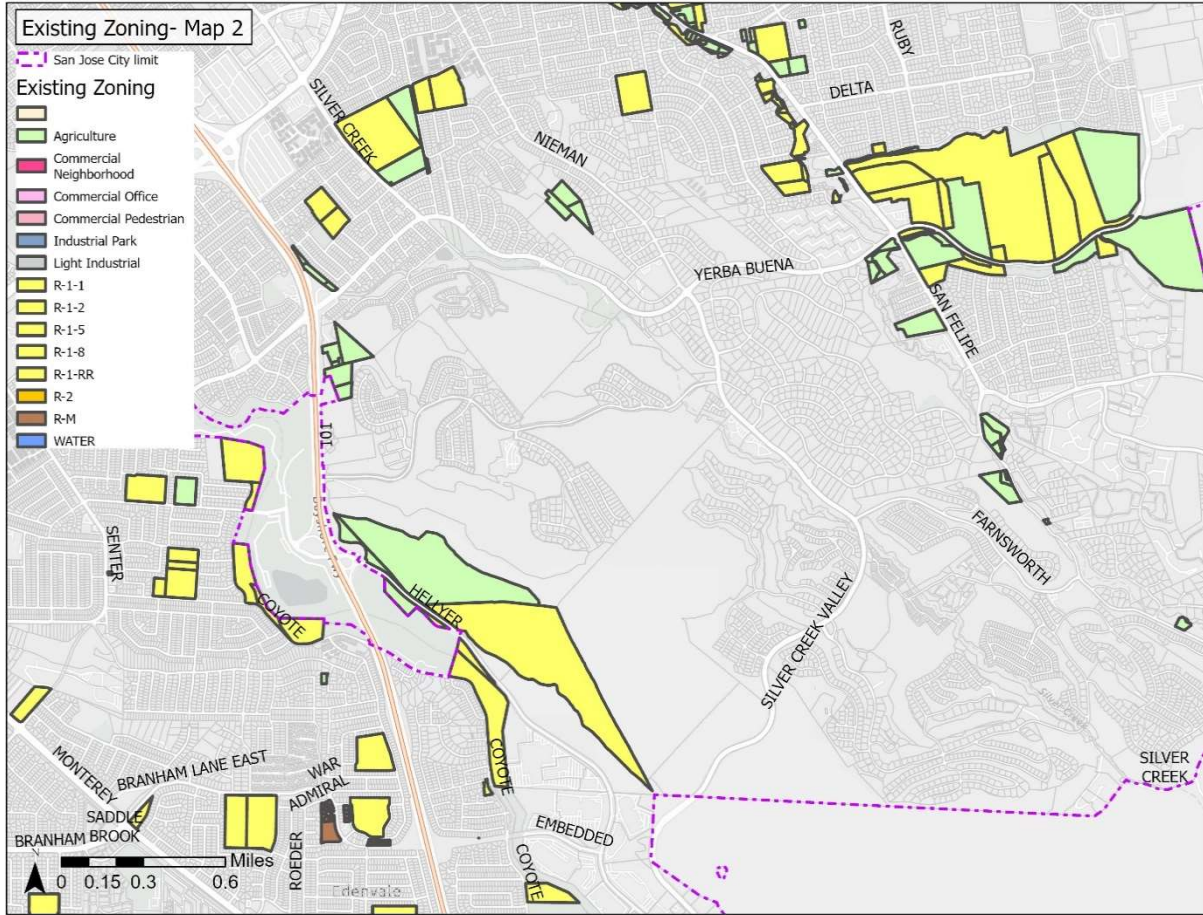 Existing Zoning- Map 2
San Jose City limit
Existing Zoning
Agriculture
Commercial
Neighborhood
Commercial Office
Commercial Pedestrian
Industrial Park
Light Industrial
R-1-1
R-1-2
R-1-5
R-1-8
R-1-RR
R-2
R-M
WATER
RUBY
DELTA
SILVER CREEK
NIEMAN
YERBA BUENA
SAN FELIPE
101
SENTER
COYOTE
HELLYER
FARNSWORTH
SILVER CREEK VALLEY
Silver Creek
SILVER
CREEK
MONTEREY
BRANHAM LANE EAST
WAR
ADMIRAL
COYOTE
SADDLE
BROOK
BRANHAM
ROEDER
EMBEDDED
COYOTE
Edenvale
N
Miles
0 0.15 0.3 0.6